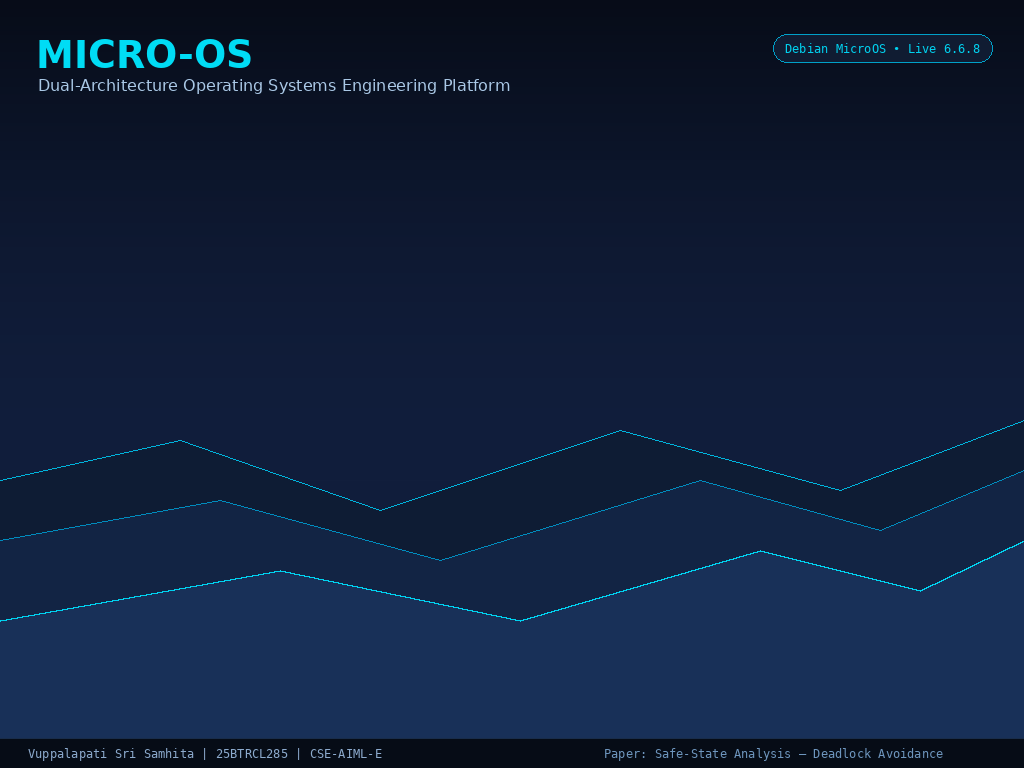 MICRO-OS
Dual-Architecture Operating Systems Engineering Platform
Debian MicroOS • Live 6.6.8
Vuppalapati Sri Samhita | 25BTRCL285 | CSE-AIML-E
Paper: Safe-State Analysis — Deadlock Avoidance